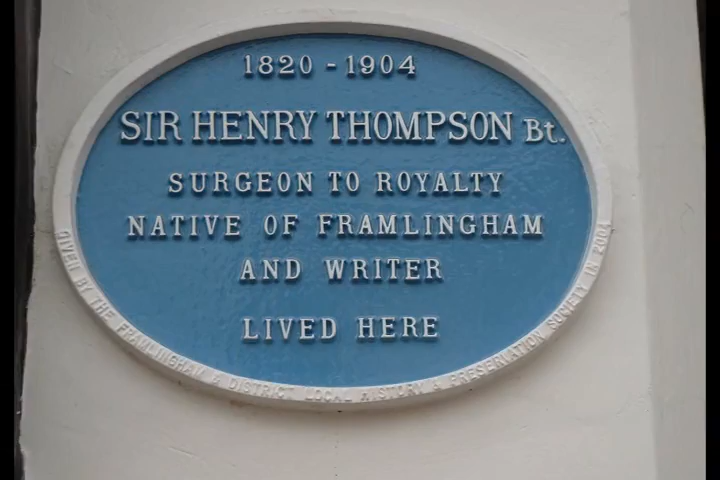 1820 - 1904
SIR HENRY THOMPSON Bt.
SURGEON TO ROYALTY
NATIVE OF FRAMLINGHAM
AND WRITER
LIVED HERE
GIVEN BY THE FRAMLINGHAM & DISTRICT LOCAL HISTORY & PRESERVATION SOCIETY IN 2004